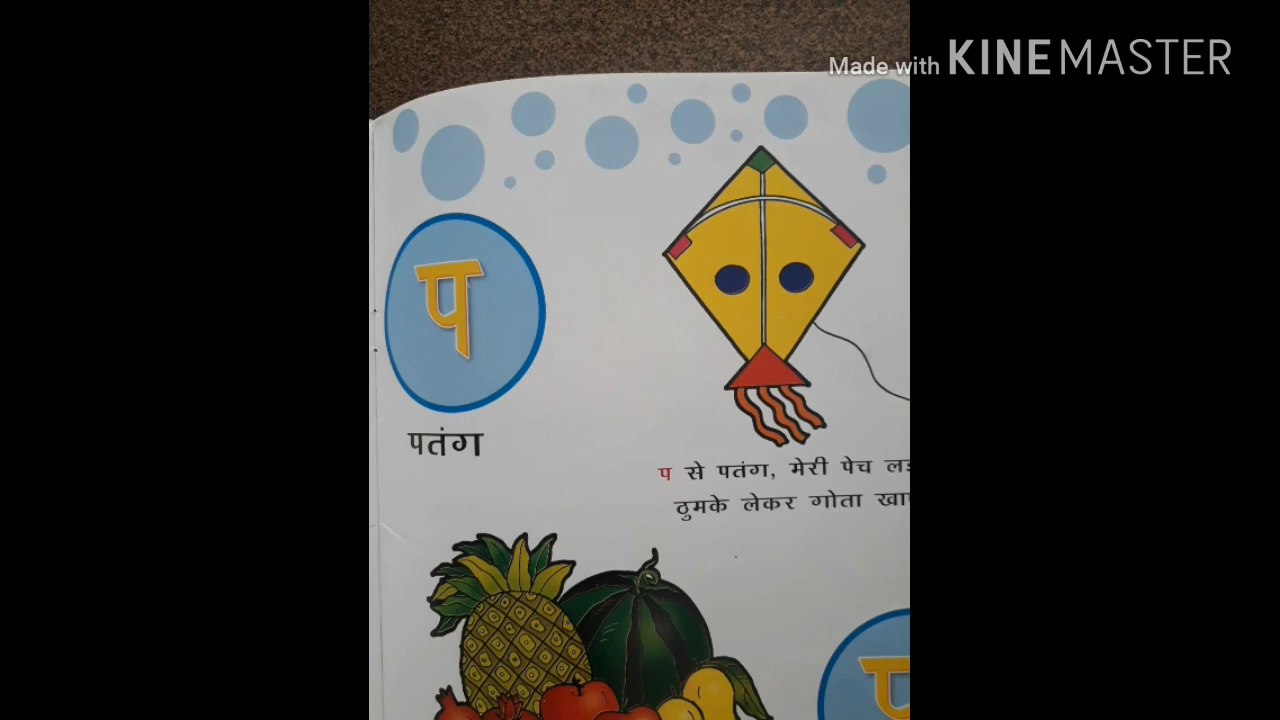 Made with KINEMASTER
प
पतंग
प से पतंग, मेरी पेच
ठुमके लेकर गोता